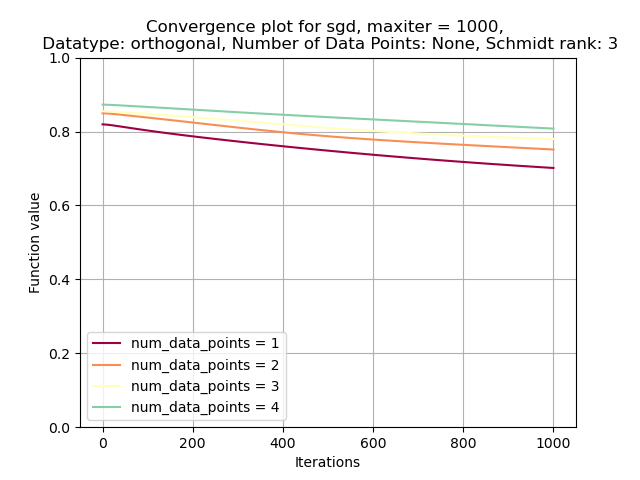 Convergence plot for sgd, maxiter = 1000,
Datatype: orthogonal, Number of Data Points: None, Schmidt rank: 3
1.0
0.8
0.6
0.4
0.2
0.0
Function value
num_data_points = 1
num_data_points = 2
num_data_points = 3
num_data_points = 4
0 200 400 600 800 1000
Iterations